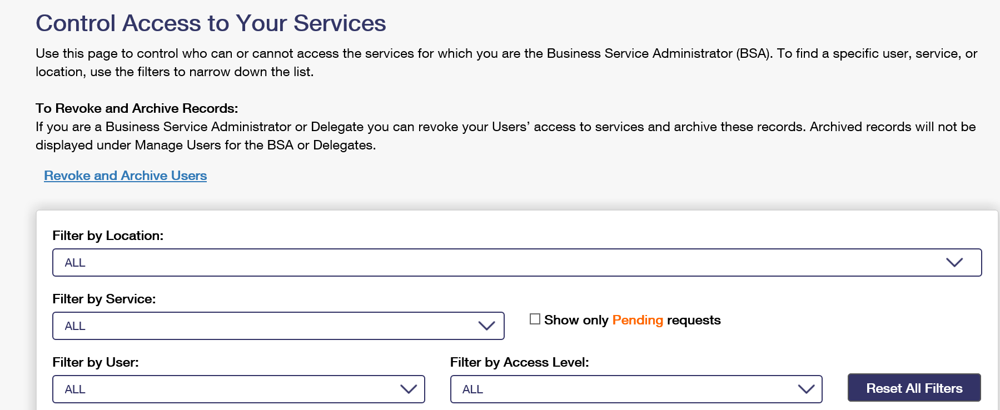 Control Access to Your Services
Use this page to control who can or cannot access the services for which you are the Business Service Administrator (BSA). To find a specific user, service, or
location, use the filters to narrow down the list.
To Revoke and Archive Records:
If you are a Business Service Administrator or Delegate you can revoke your Users’ access to services and archive these records. Archived records will not be
displayed under Manage Users for the BSA or Delegates.
Revoke and Archive Users
Filter by Location:
ALL
Filter by Service:
ALL
Show only Pending requests
Filter by User:
ALL
Filter by Access Level:
ALL
Reset All Filters